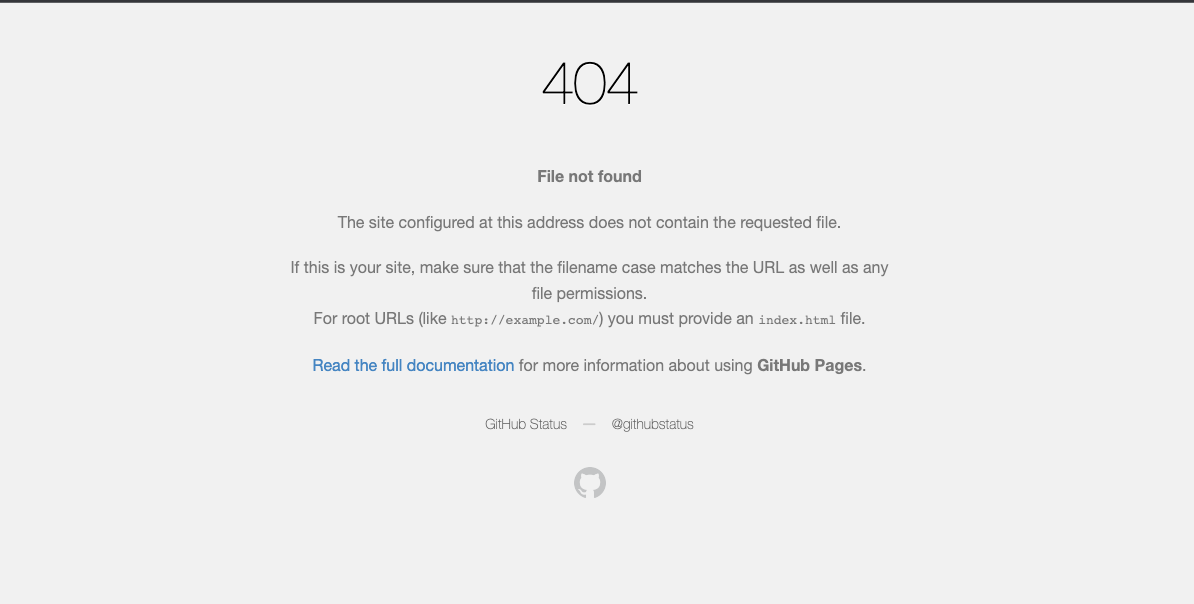 404
File not found
The site configured at this address does not contain the requested file.
If this is your site, make sure that the filename case matches the URL as well as any
file permissions.
For root URLs (like http://example.com/) you must provide an index.html file.
Read the full documentation for more information about using GitHub Pages.
GitHub Status — @githubstatus